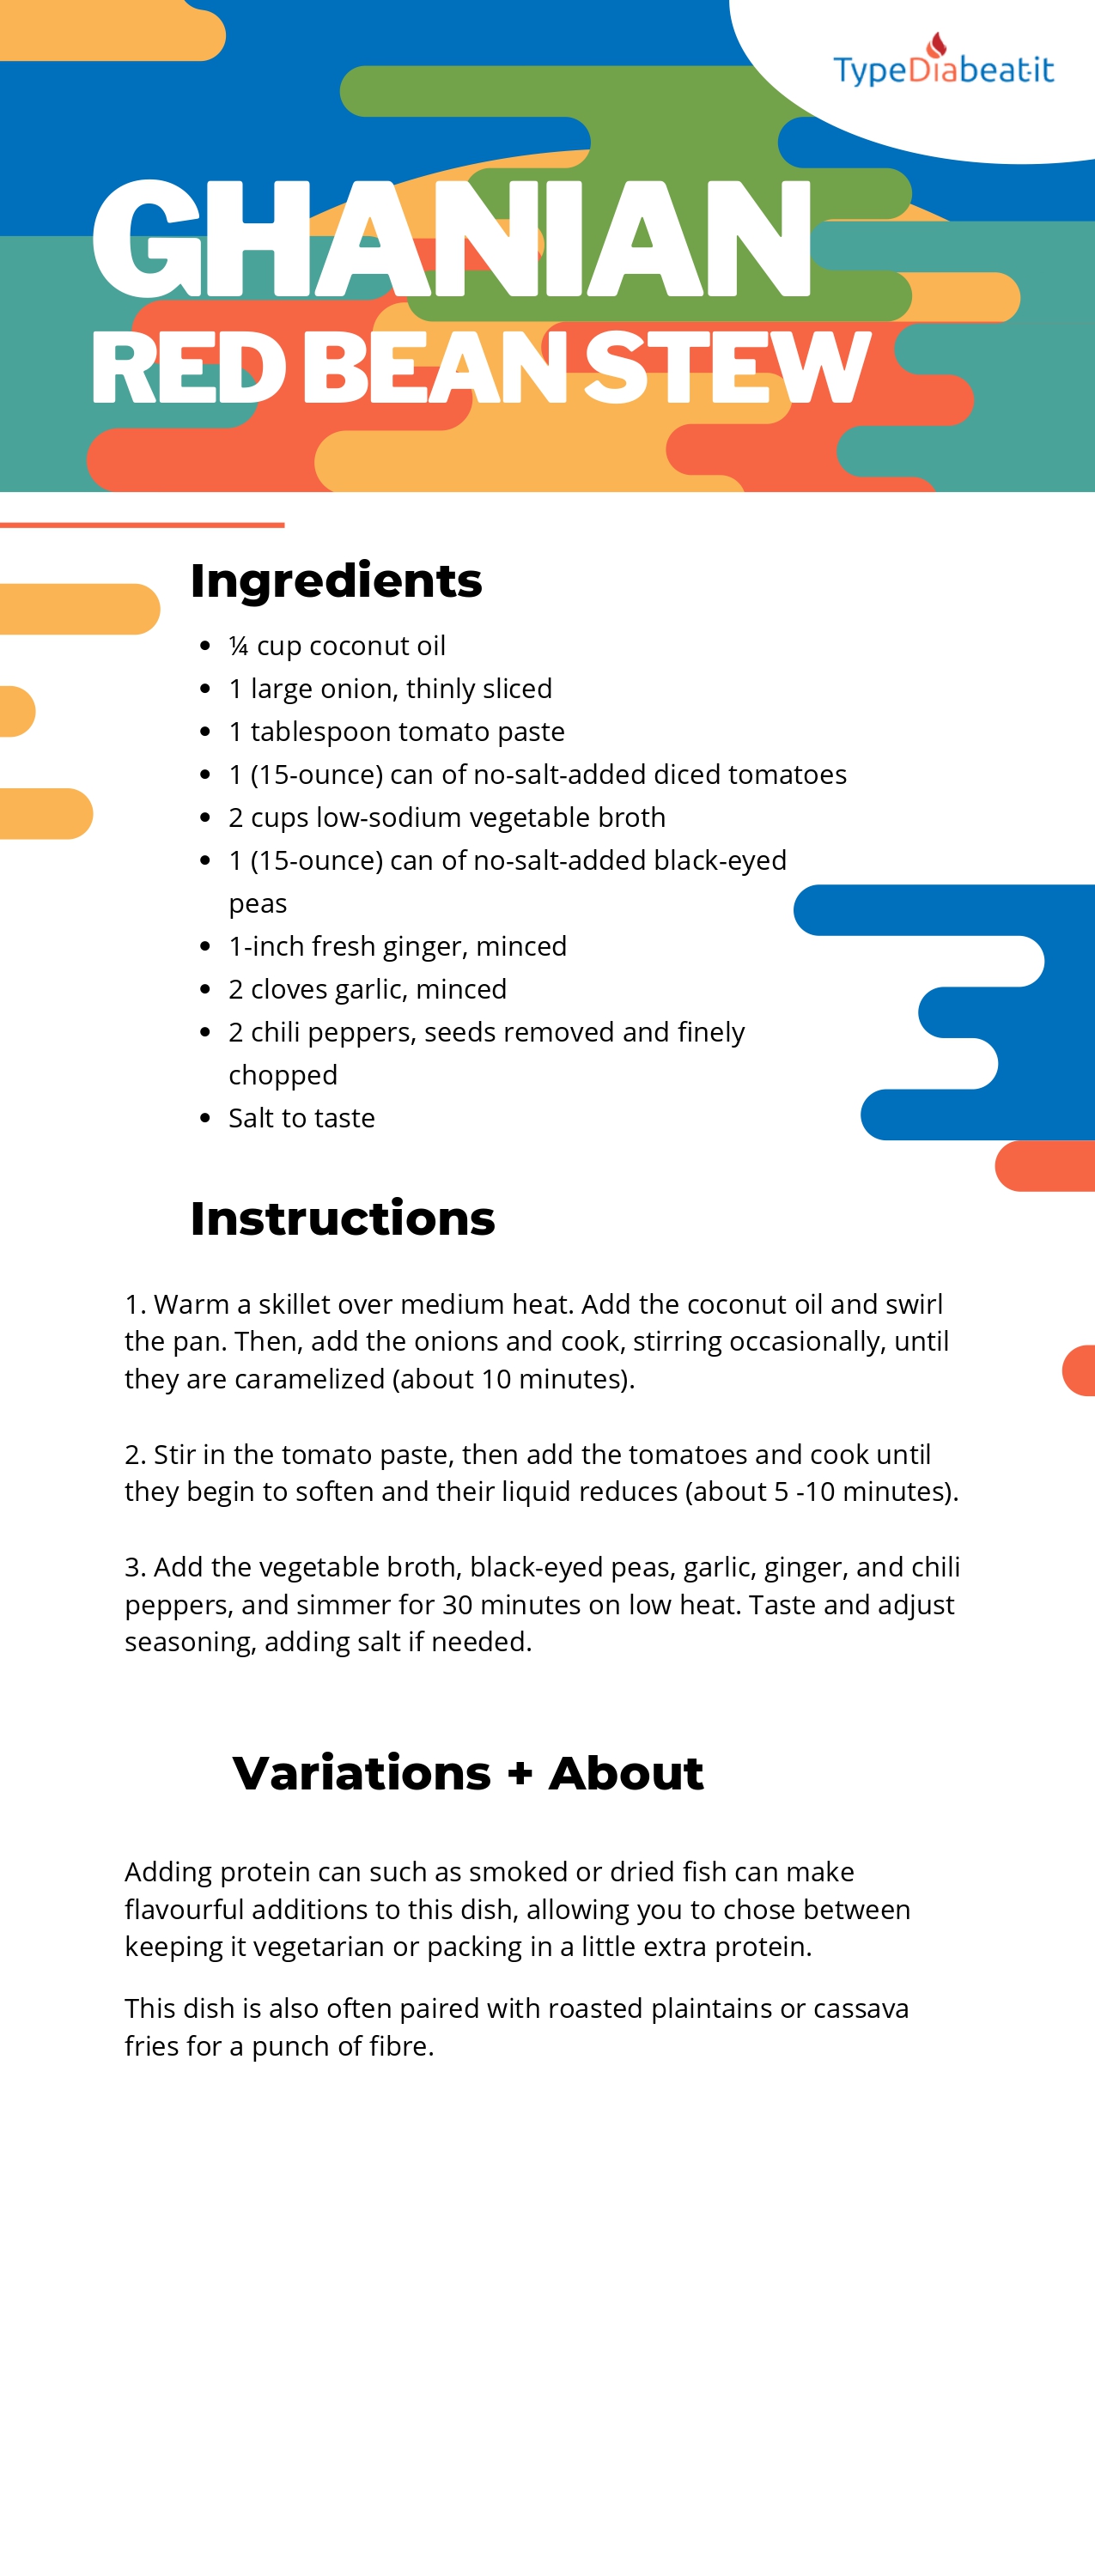 TypeDiabeat:it
GHANIAN
RED BEAN STEW
Ingredients
• ¼ cup coconut oil
• 1 large onion, thinly sliced
• 1 tablespoon tomato paste
• 1 (15-ounce) can of no-salt-added diced tomatoes
• 2 cups low-sodium vegetable broth
• 1 (15-ounce) can of no-salt-added black-eyed
peas
• 1-inch fresh ginger, minced
• 2 cloves garlic, minced
• 2 chili peppers, seeds removed and finely
chopped
• Salt to taste
Instructions
1. Warm a skillet over medium heat. Add the coconut oil and swirl
the pan. Then, add the onions and cook, stirring occasionally, until
they are caramelized (about 10 minutes).
2. Stir in the tomato paste, then add the tomatoes and cook until
they begin to soften and their liquid reduces (about 5 -10 minutes).
3. Add the vegetable broth, black-eyed peas, garlic, ginger, and chili
peppers, and simmer for 30 minutes on low heat. Taste and adjust
seasoning, adding salt if needed.
Variations + About
Adding protein can such as smoked or dried fish can make
flavourful additions to this dish, allowing you to chose between
keeping it vegetarian or packing in a little extra protein.
This dish is also often paired with roasted plaintains or cassava
fries for a punch of fibre.